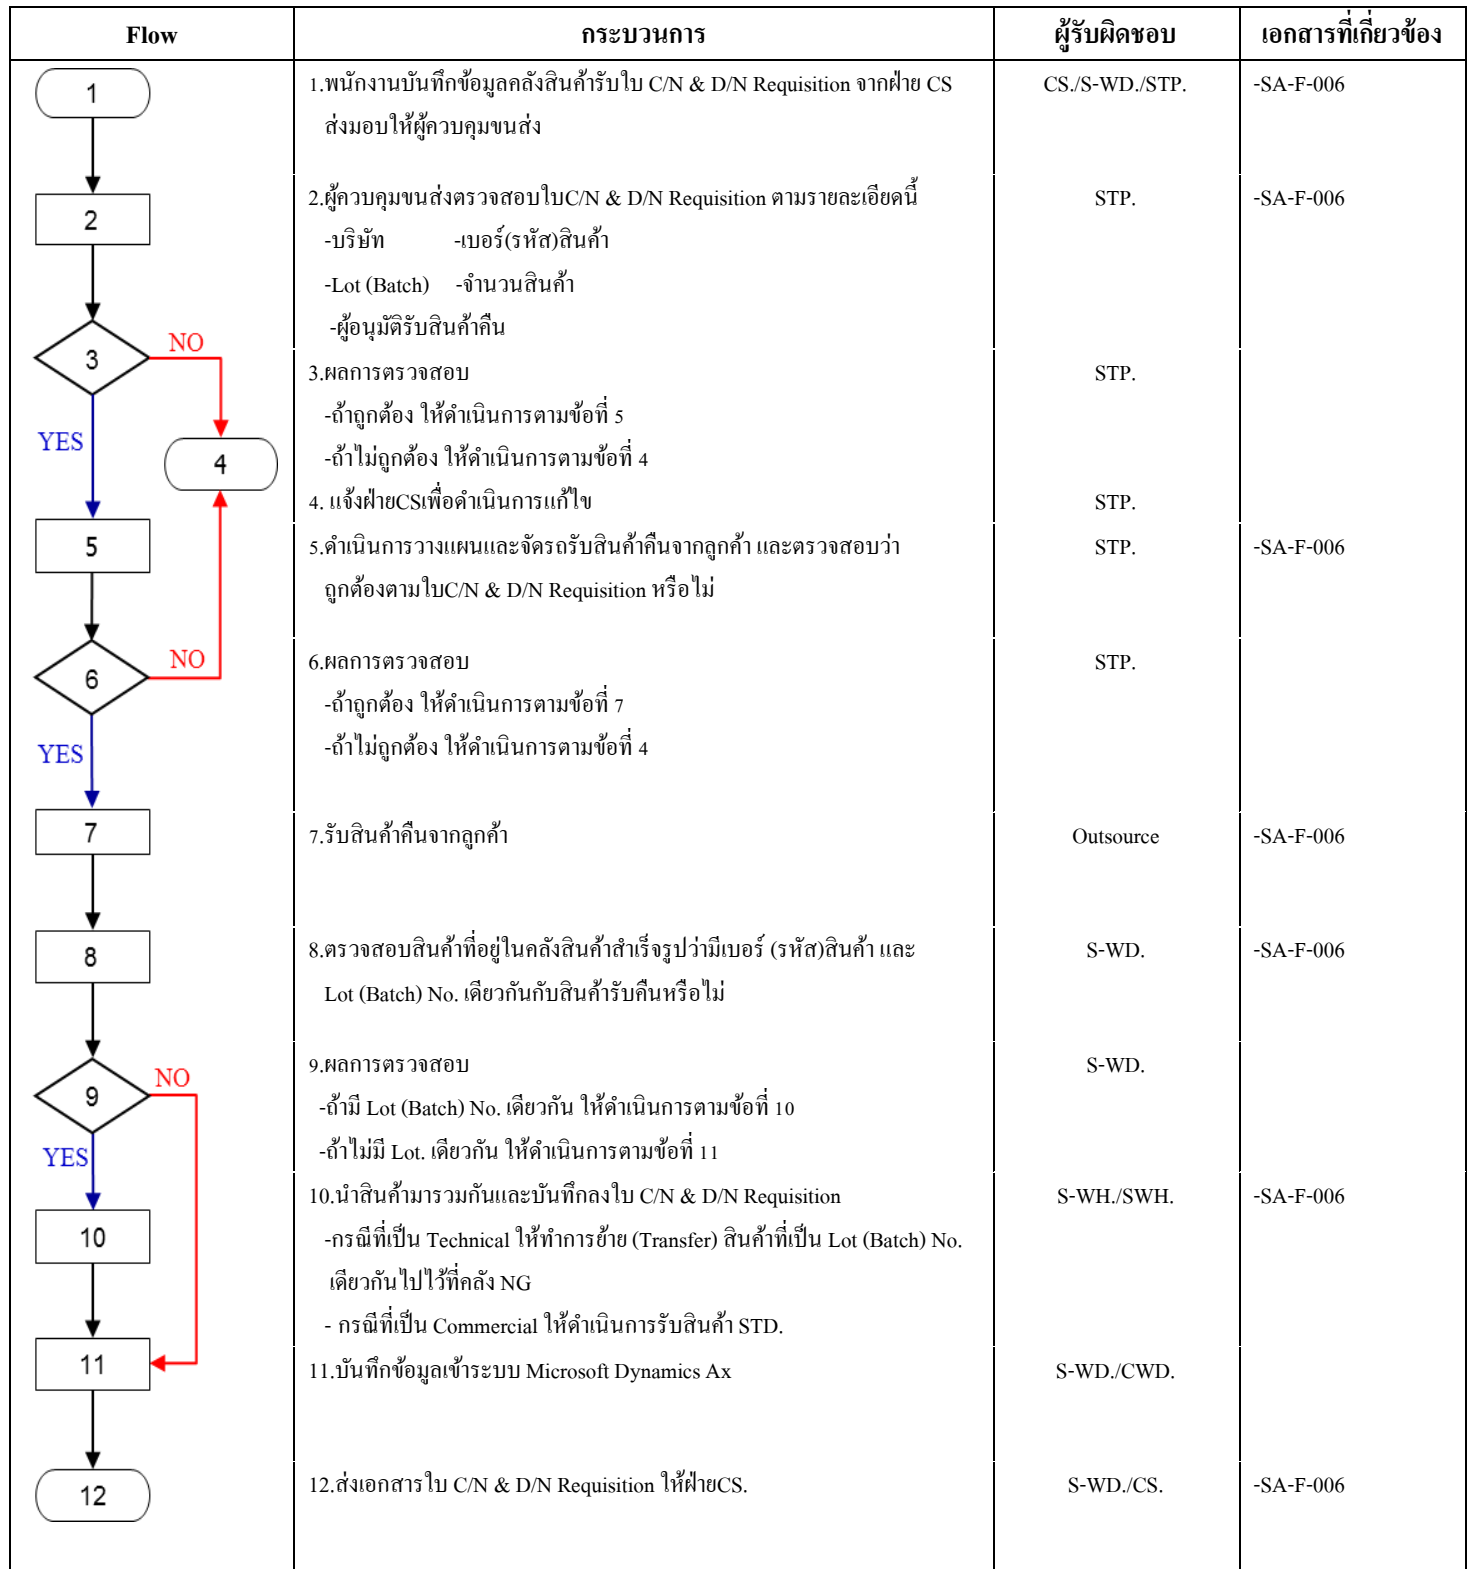 Flow กระบวนการ ผู้รับผิดชอบ เอกสารที่เกี่ยวข้อง
1 1.พนักงานบันทึกข้อมูลคลังสินค้ารับใบ C/N & D/N Requisition จากฝ่าย CS CS./S-WD./STP. -SA-F-006
ส่งมอบให้ผู้ควบคุมขนส่ง
2 2.ผู้ควบคุมขนส่งตรวจสอบใบC/N & D/N Requisition ตามรายละเอียดนี้ STP. -SA-F-006
-บริษัท -เบอร์(รหัส)สินค้า
-Lot (Batch) -จำนวนสินค้า
-ผู้อนุมัติรับสินค้าคืน
3 NO 3.ผลการตรวจสอบ STP.
-ถ้าถูกต้อง ให้ดำเนินการตามข้อที่ 5
YES 4 -ถ้าไม่ถูกต้อง ให้ดำเนินการตามข้อที่ 4
4. แจ้งฝ่ายCSเพื่อดำเนินการแก้ไข STP.
5 5.ดำเนินการวางแผนและจัดรถรับสินค้าคืนจากลูกค้า และตรวจสอบว่า STP. -SA-F-006
ถูกต้องตามใบC/N & D/N Requisition หรือไม่
6 NO 6.ผลการตรวจสอบ STP.
-ถ้าถูกต้อง ให้ดำเนินการตามข้อที่ 7
YES -ถ้าไม่ถูกต้อง ให้ดำเนินการตามข้อที่ 4
7 7.รับสินค้าคืนจากลูกค้า Outsource -SA-F-006
8 8.ตรวจสอบสินค้าที่อยู่ในคลังสินค้าสำเร็จรูปว่ามีเบอร์ (รหัส)สินค้า และ S-WD. -SA-F-006
Lot (Batch) No. เดียวกันกับสินค้ารับคืนหรือไม่
9 NO 9.ผลการตรวจสอบ S-WD.
-ถ้ามี Lot (Batch) No. เดียวกัน ให้ดำเนินการตามข้อที่ 10
YES -ถ้าไม่มี Lot. เดียวกัน ให้ดำเนินการตามข้อที่ 11
10 10.นำสินค้ามารวมกันและบันทึกลงใบ C/N & D/N Requisition S-WH./SWH. -SA-F-006
-กรณีที่เป็น Technical ให้ทำการย้าย (Transfer) สินค้าที่เป็น Lot (Batch) No.
เดียวกันไปไว้ที่คลัง NG
- กรณีที่เป็น Commercial ให้ดำเนินการรับสินค้า STD.
11 11.บันทึกข้อมูลเข้าระบบ Microsoft Dynamics Ax S-WD./CWD.
12 12.ส่งเอกสารใบ C/N & D/N Requisition ให้ฝ่ายCS. S-WD./CS. -SA-F-006